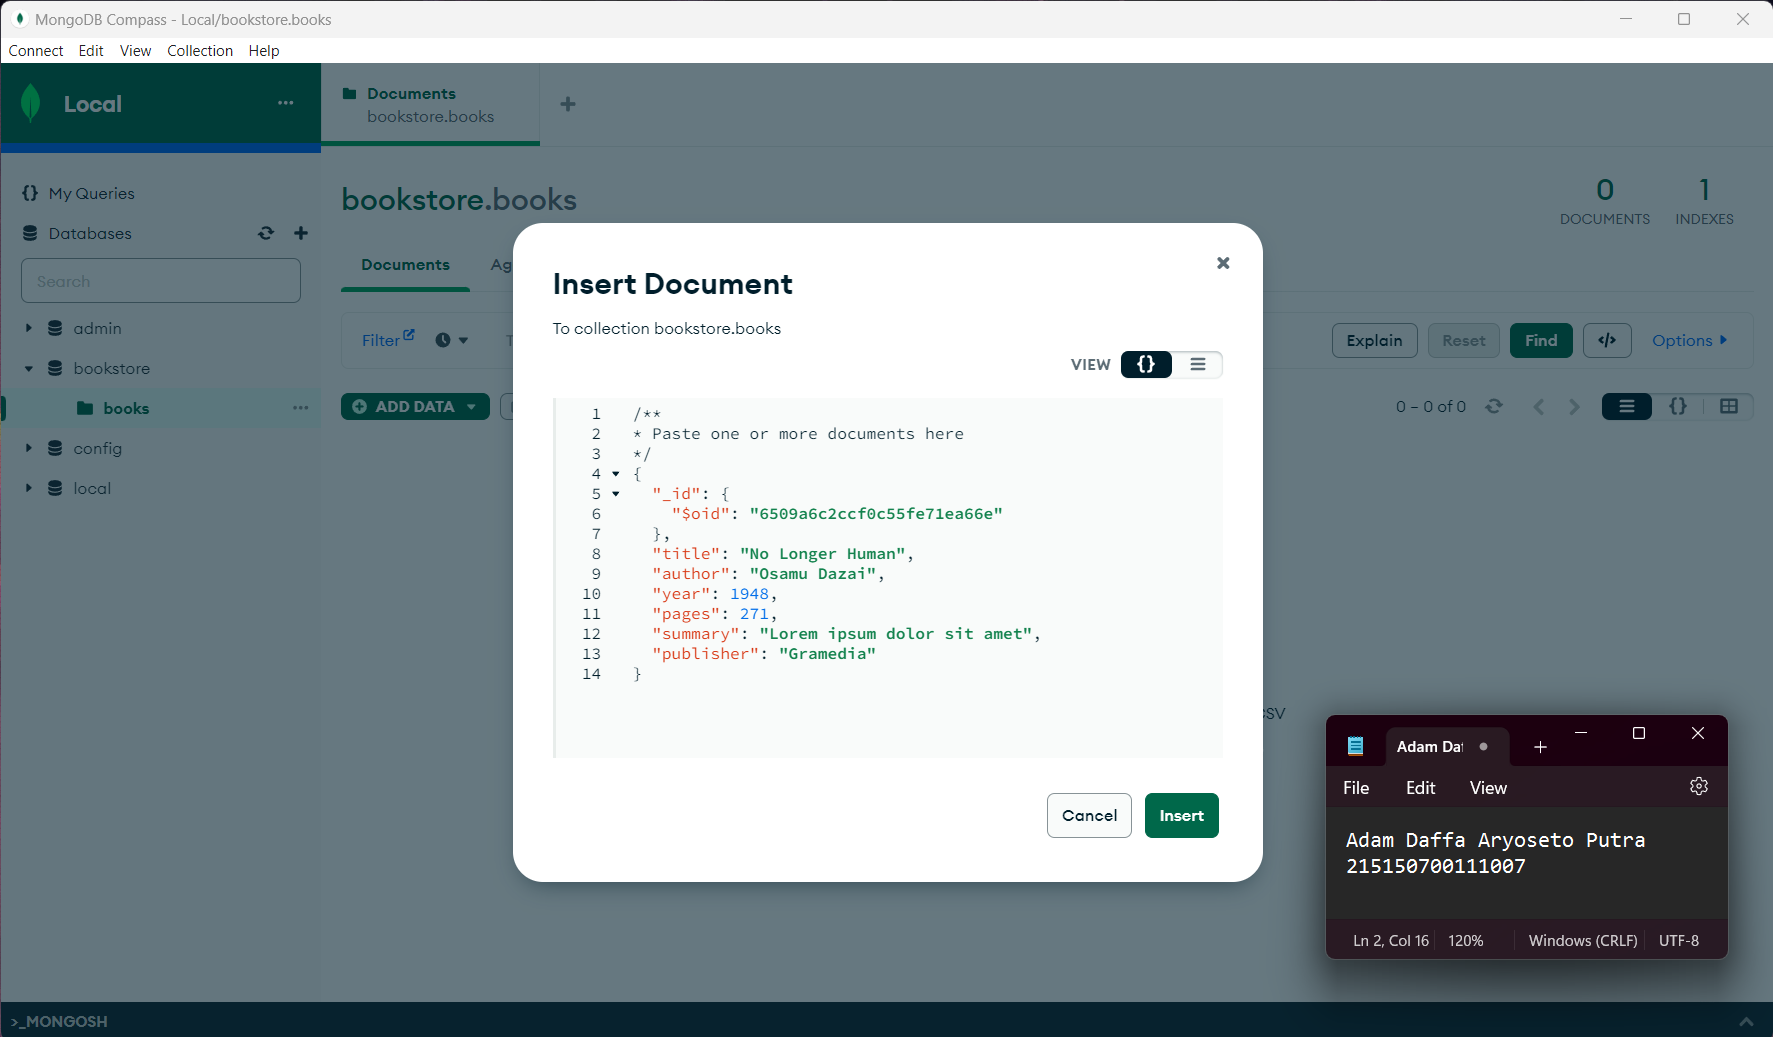 MongoDB Compass - Local/bookstore.books
Connect Edit View Collection Help
Local
Documents
bookstore.books
My Queries
Databases
Search
admin
bookstore
books
config
local
bookstore.books
0
DOCUMENTS
1
INDEXES
Documents Ag
Filter
Explain Reset Find </> Options
ADD DATA
0 – 0 of 0
Insert Document
To collection bookstore.books
VIEW {}
1 /**
2 * Paste one or more documents here
3 */
4 {
5 "_id": {
6 "$oid": "6509a6c2ccf0c55fe71ea66e"
7 },
8 "title": "No Longer Human",
9 "author": "Osamu Dazai",
10 "year": 1948,
11 "pages": 271,
12 "summary": "Lorem ipsum dolor sit amet",
13 "publisher": "Gramedia"
14 }
Cancel Insert
CSV
Adam Daf
File Edit View
Adam Daffa Aryoseto Putra
215150700111007
Ln 2, Col 16 120% Windows (CRLF) UTF-8
>_MONGOSH